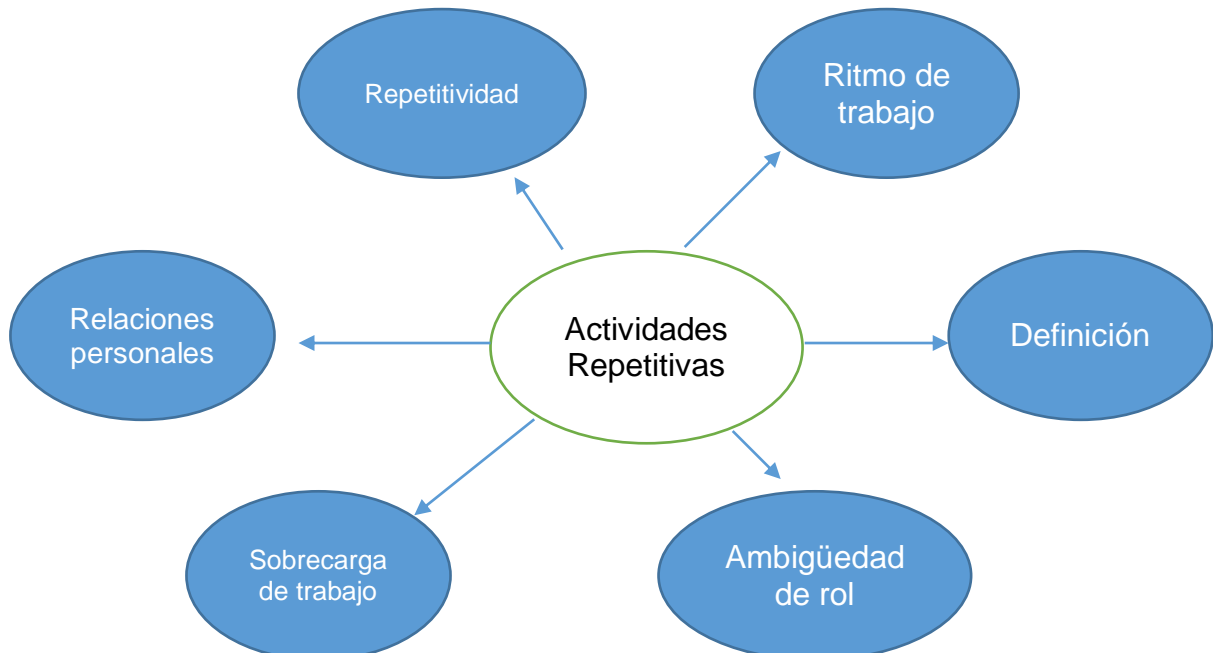 Repetitividad
Ritmo de
trabajo
Relaciones
personales
Actividades
Repetitivas
Definición
Sobrecarga
de trabajo
Ambigüedad
de rol